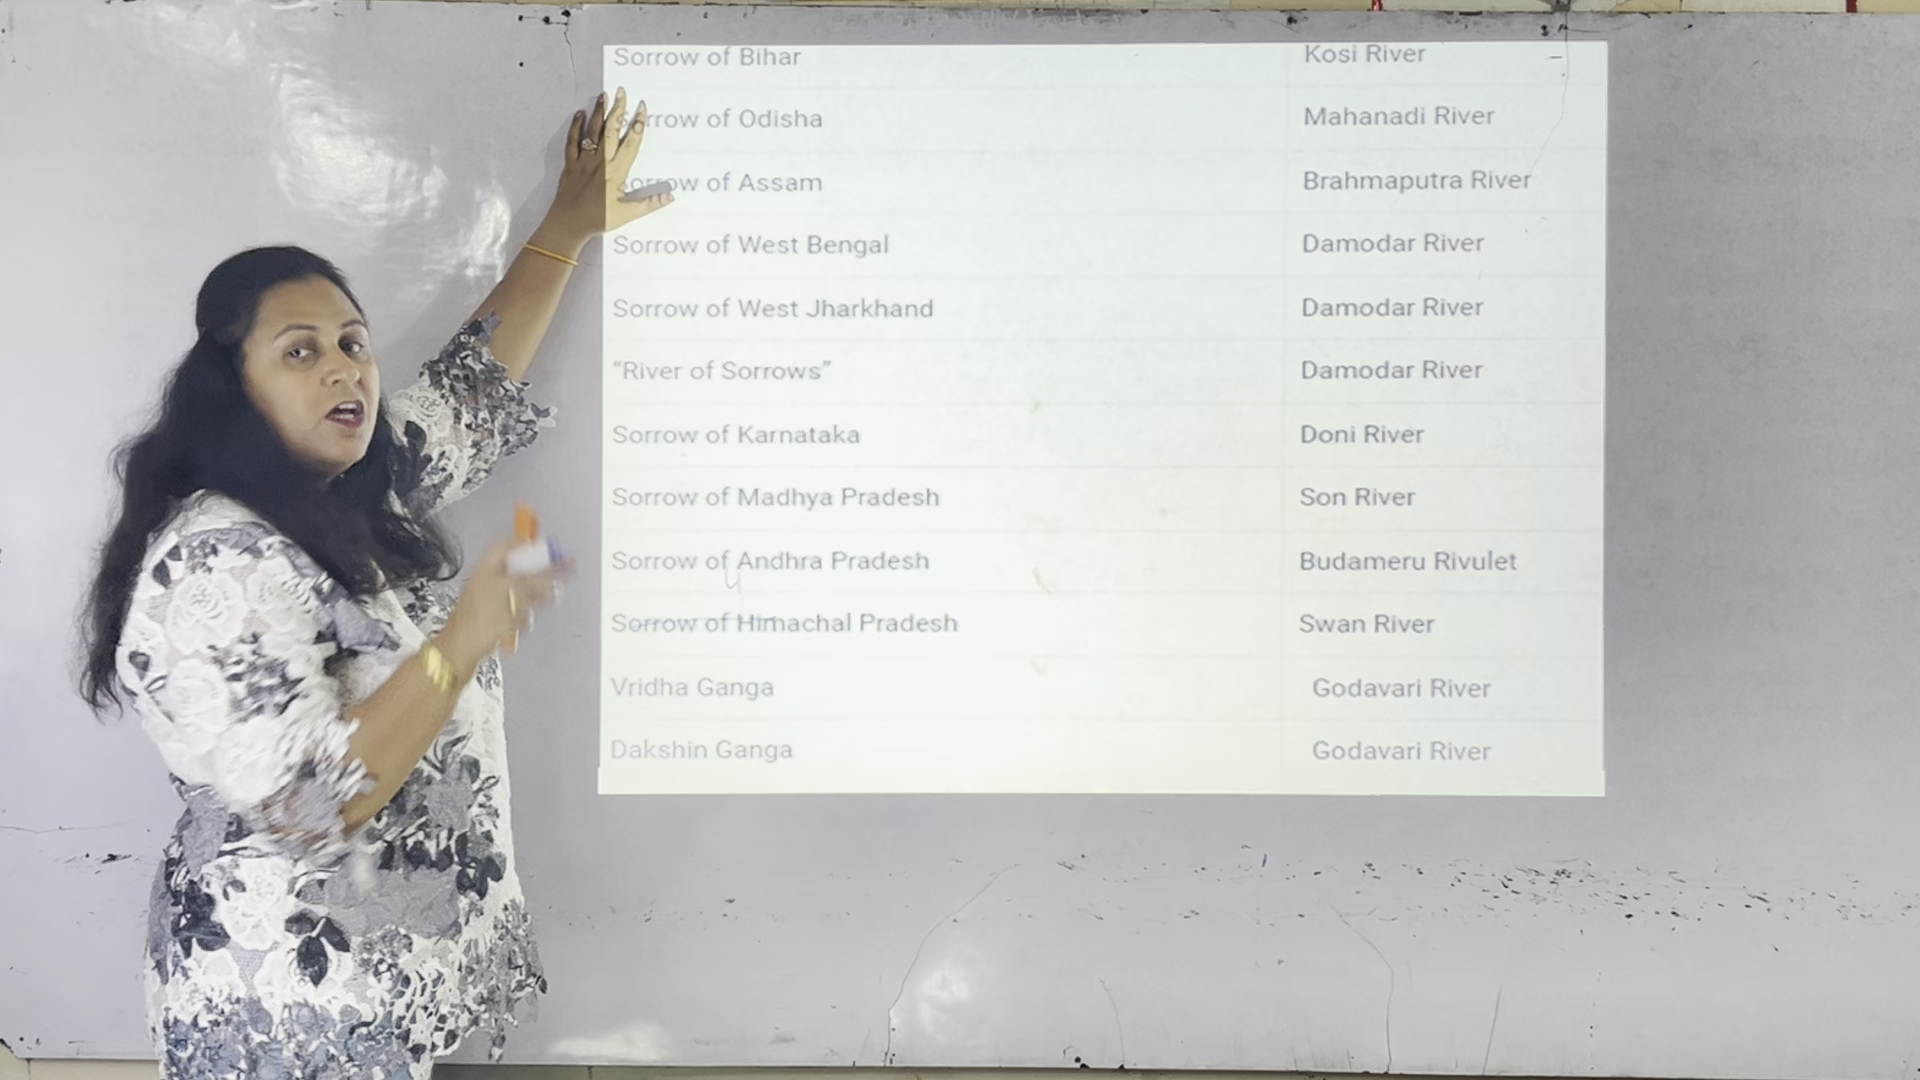 Sorrow of Bihar Kosi River
Sorrow of Odisha Mahanadi River
Sorrow of Assam Brahmaputra River
Sorrow of West Bengal Damodar River
Sorrow of West Jharkhand Damodar River
“River of Sorrows” Damodar River
Sorrow of Karnataka Doni River
Sorrow of Madhya Pradesh Son River
Sorrow of Andhra Pradesh Budameru Rivulet
Sorrow of Himachal Pradesh Swan River
Vridha Ganga Godavari River
Dakshin Ganga Godavari River